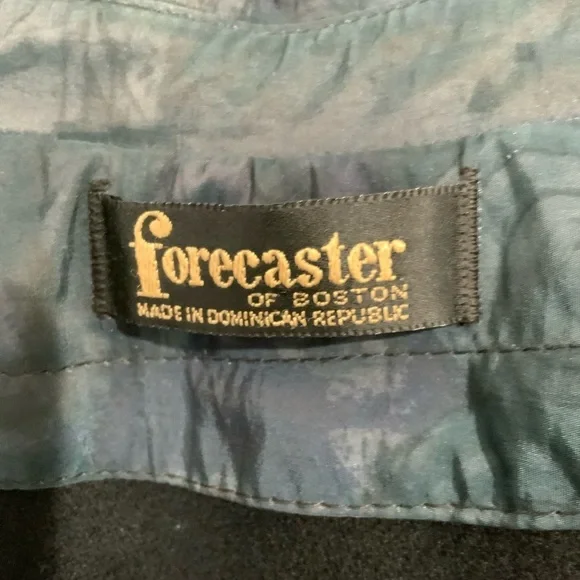 forecaster
OF BOSTON
MADE IN DOMINICAN REPUBLIC